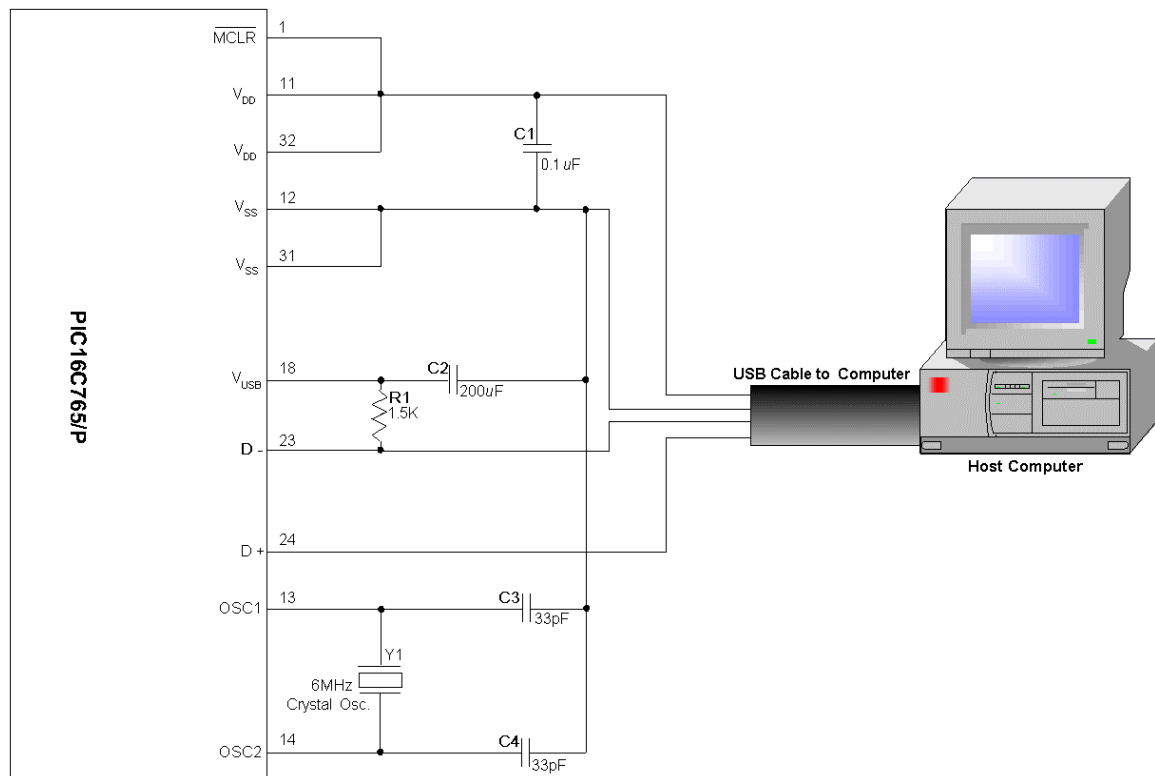 PIC16C765/P
MCLR 1
VDD 11
VDD 32
C1
0.1 uF
VSS 12
VSS 31
VUSB 18
C2
200uF
R1
1.5K
D - 23
D + 24
OSC1 13
C3
33pF
Y1
6MHz
Crystal Osc.
OSC2 14
C4
33pF
USB Cable to Computer
Host Computer